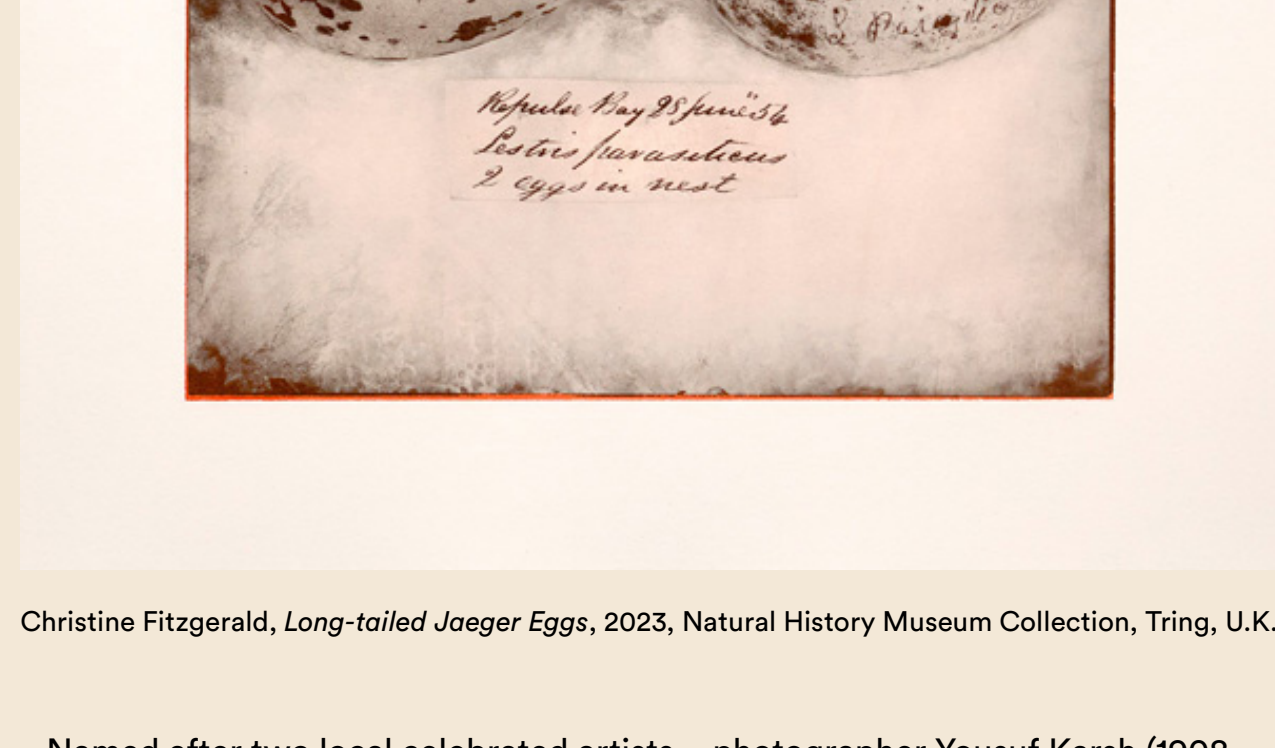 Repulse Bay 25 June 54
Lestris parasiticus
2 eggs in nest
Christine Fitzgerald, Long-tailed Jaeger Eggs, 2023, Natural History Museum Collection, Tring, U.K.
Named after two local celebrated artists – photographer Yousuf Karsh (1908